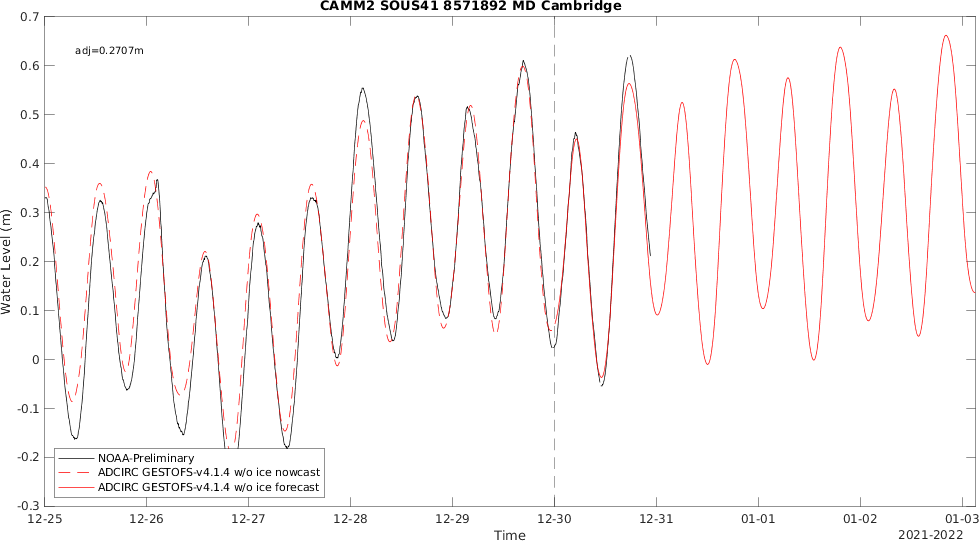 CAMM2 SOUS41 8571892 MD Cambridge
adj=0.2707m
0.7
0.6
0.5
0.4
0.3
0.2
0.1
0
-0.1
-0.2
-0.3
Water Level (m)
NOAA-Preliminary
ADCIRC GESTOFS-v4.1.4 w/o ice nowcast
ADCIRC GESTOFS-v4.1.4 w/o ice forecast
12-25 12-26 12-27 12-28 12-29 12-30 12-31 01-01 01-02 01-03
Time
2021-2022